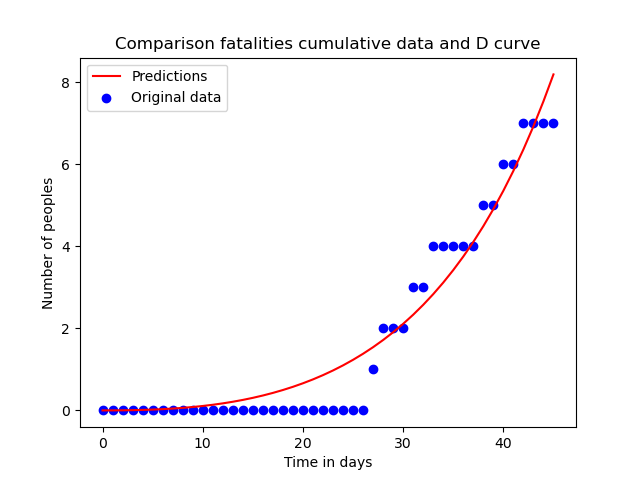 Comparison fatalities cumulative data and D curve
Predictions
Original data
8
6
4
2
0
Number of peoples
0 10 20 30 40
Time in days